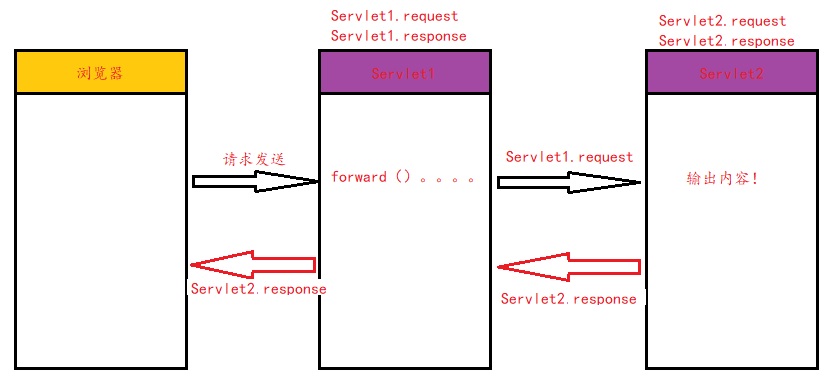 Servlet1.request
Servlet1.response
Servlet2.request
Servlet2.response
浏览器
Servlet1
Servlet2
请求发送
forward（）。。。。
Servlet1.request
输出内容！
Servlet2.response
Servlet2.response